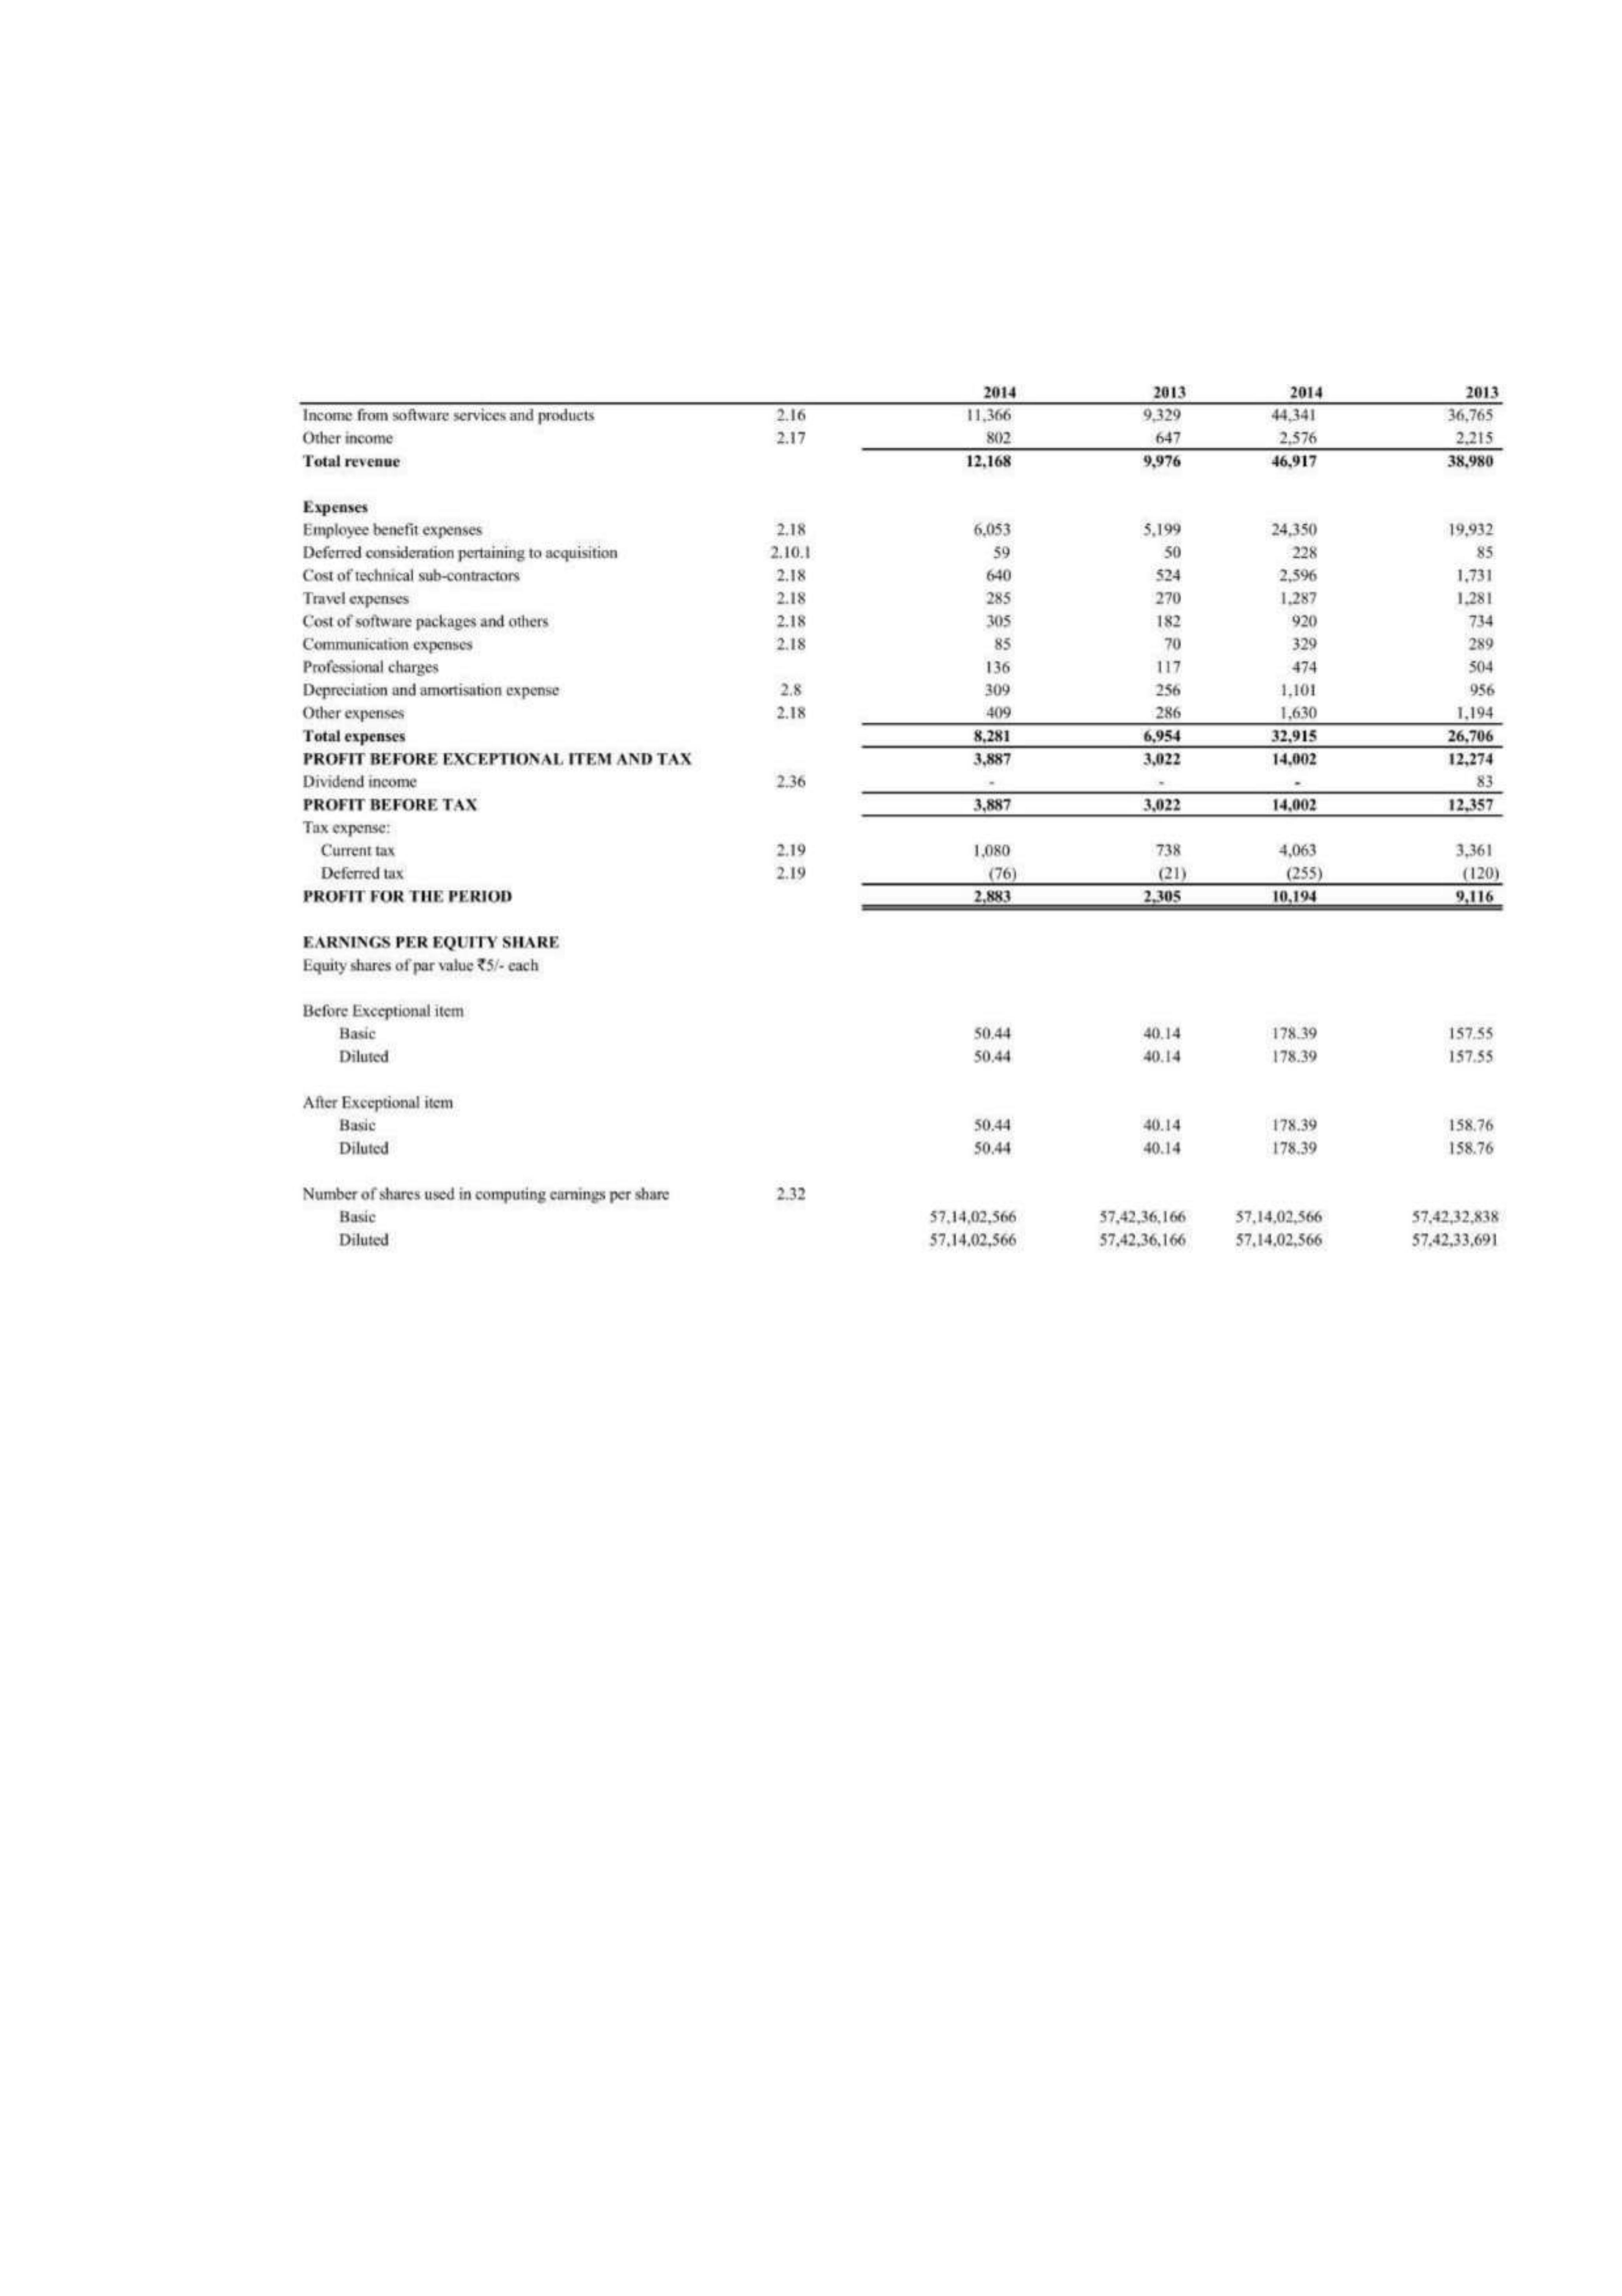 2014 2013 2014 2013
Income from software services and products 2.16 11,366 9,329 44,341 36,765
Other income 2.17 802 647 2,576 2,215
Total revenue 12,168 9,976 46,917 38,980
Expenses
Employee benefit expenses 2.18 6,053 5,199 24,350 19,932
Deferred consideration pertaining to acquisition 2.10.1 59 50 228 85
Cost of technical sub-contractors 2.18 640 524 2,596 1,731
Travel expenses 2.18 285 270 1,287 1,281
Cost of software packages and others 2.18 305 182 920 734
Communication expenses 2.18 85 70 329 289
Professional charges 136 117 474 504
Depreciation and amortisation expense 2.8 309 256 1,101 956
Other expenses 2.18 409 286 1,630 1,194
Total expenses 8,281 6,954 32,915 26,706
PROFIT BEFORE EXCEPTIONAL ITEM AND TAX 3,887 3,022 14,002 12,274
Dividend income 2.36 - - - 83
PROFIT BEFORE TAX 3,887 3,022 14,002 12,357
Tax expense:
Current tax 2.19 1,080 738 4,063 3,361
Deferred tax 2.19 (76) (21) (255) (120)
PROFIT FOR THE PERIOD 2,883 2,305 10,194 9,116
EARNINGS PER EQUITY SHARE
Equity shares of par value ₹5/- each
Before Exceptional item
Basic 50.44 40.14 178.39 157.55
Diluted 50.44 40.14 178.39 157.55
After Exceptional item
Basic 50.44 40.14 178.39 158.76
Diluted 50.44 40.14 178.39 158.76
Number of shares used in computing earnings per share 2.32
Basic 57,14,02,566 57,42,36,166 57,14,02,566 57,42,32,838
Diluted 57,14,02,566 57,42,36,166 57,14,02,566 57,42,33,691